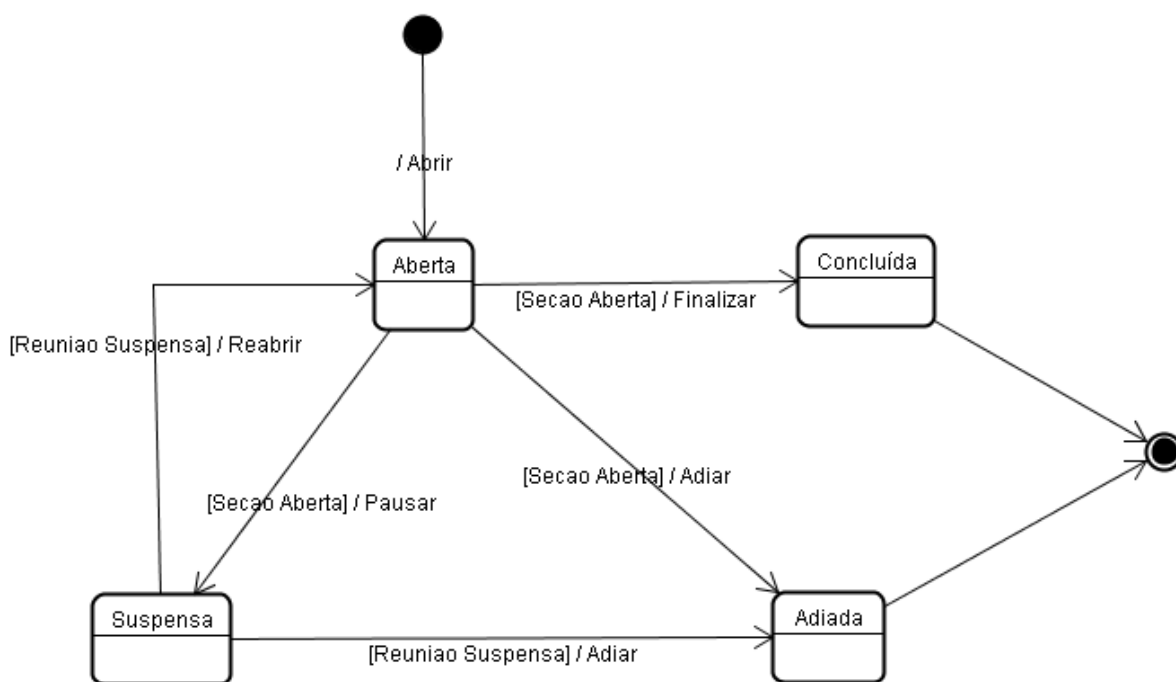 / Abrir
Aberta
Concluída
[Secao Aberta] / Finalizar
[Reuniao Suspensa] / Reabrir
[Secao Aberta] / Adiar
[Secao Aberta] / Pausar
Suspensa
Adiada
[Reuniao Suspensa] / Adiar